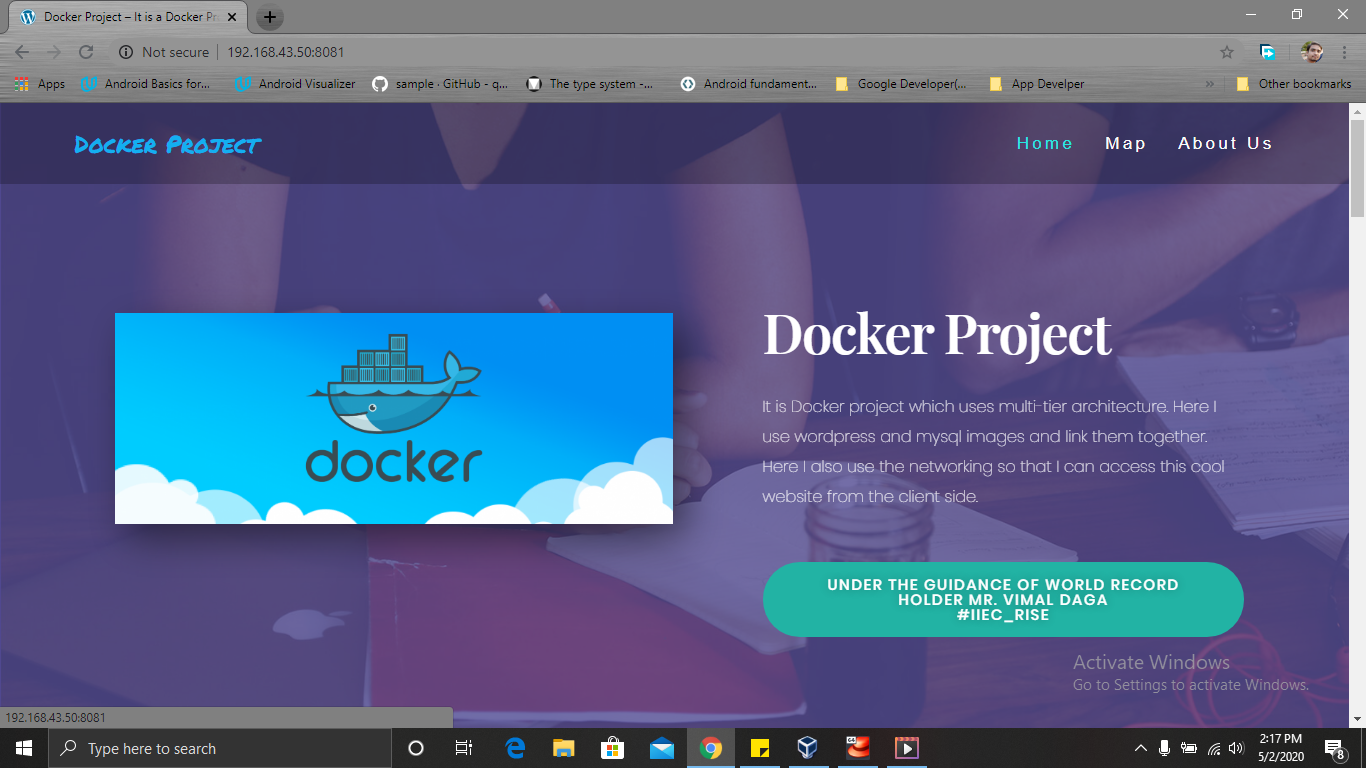 Docker Project – It is a Docker Pr
Not secure
192.168.43.50:8081
Apps
Android Basics for...
Android Visualizer
sample · GitHub - q...
The type system -...
Android fundament...
Google Developer(...
App Develper
»
Other bookmarks
Docker Project
Home
Map
About Us
docker
Docker Project
It is Docker project which uses multi-tier architecture. Here I
use wordpress and mysql images and link them together.
Here I also use the networking so that I can access this cool
website from the client side.
UNDER THE GUIDANCE OF WORLD RECORD
HOLDER MR. VIMAL DAGA
#IIEC_RISE
Activate Windows
Go to Settings to activate Windows.
192.168.43.50:8081
Type here to search
64
2:17 PM
5/2/2020
8